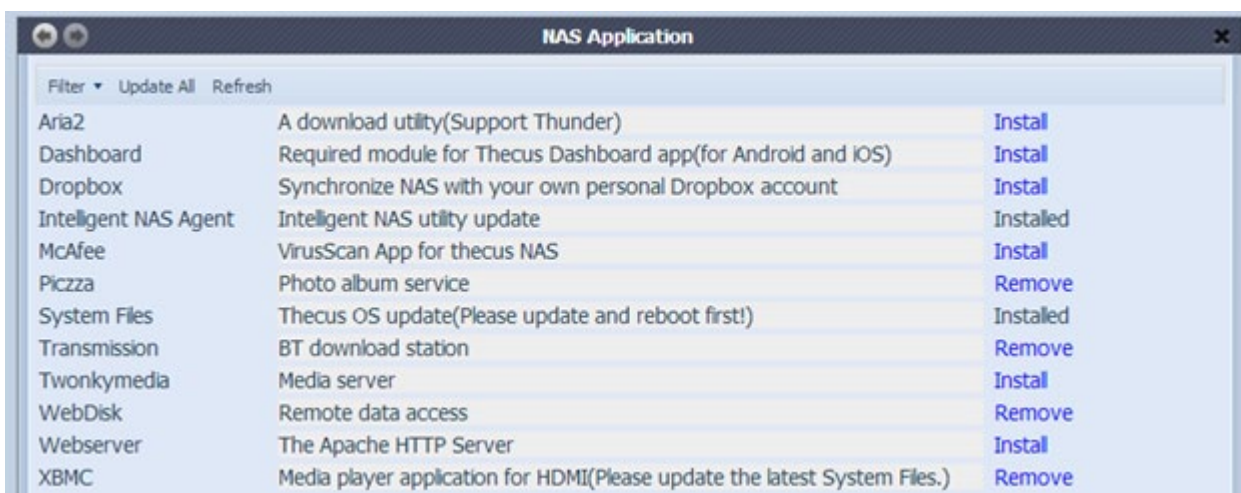 NAS Application
Filter Update All Refresh
Aria2 A download utility(Support Thunder) Install
Dashboard Required module for Thecus Dashboard app(for Android and iOS) Install
Dropbox Synchronize NAS with your own personal Dropbox account Install
Intelligent NAS Agent Intelligent NAS utility update Installed
McAfee VirusScan App for thecus NAS Install
Piczza Photo album service Remove
System Files Thecus OS update(Please update and reboot first!) Installed
Transmission BT download station Remove
Twonkymedia Media server Install
WebDisk Remote data access Remove
Webserver The Apache HTTP Server Install
XBMC Media player application for HDMI(Please update the latest System Files.) Remove